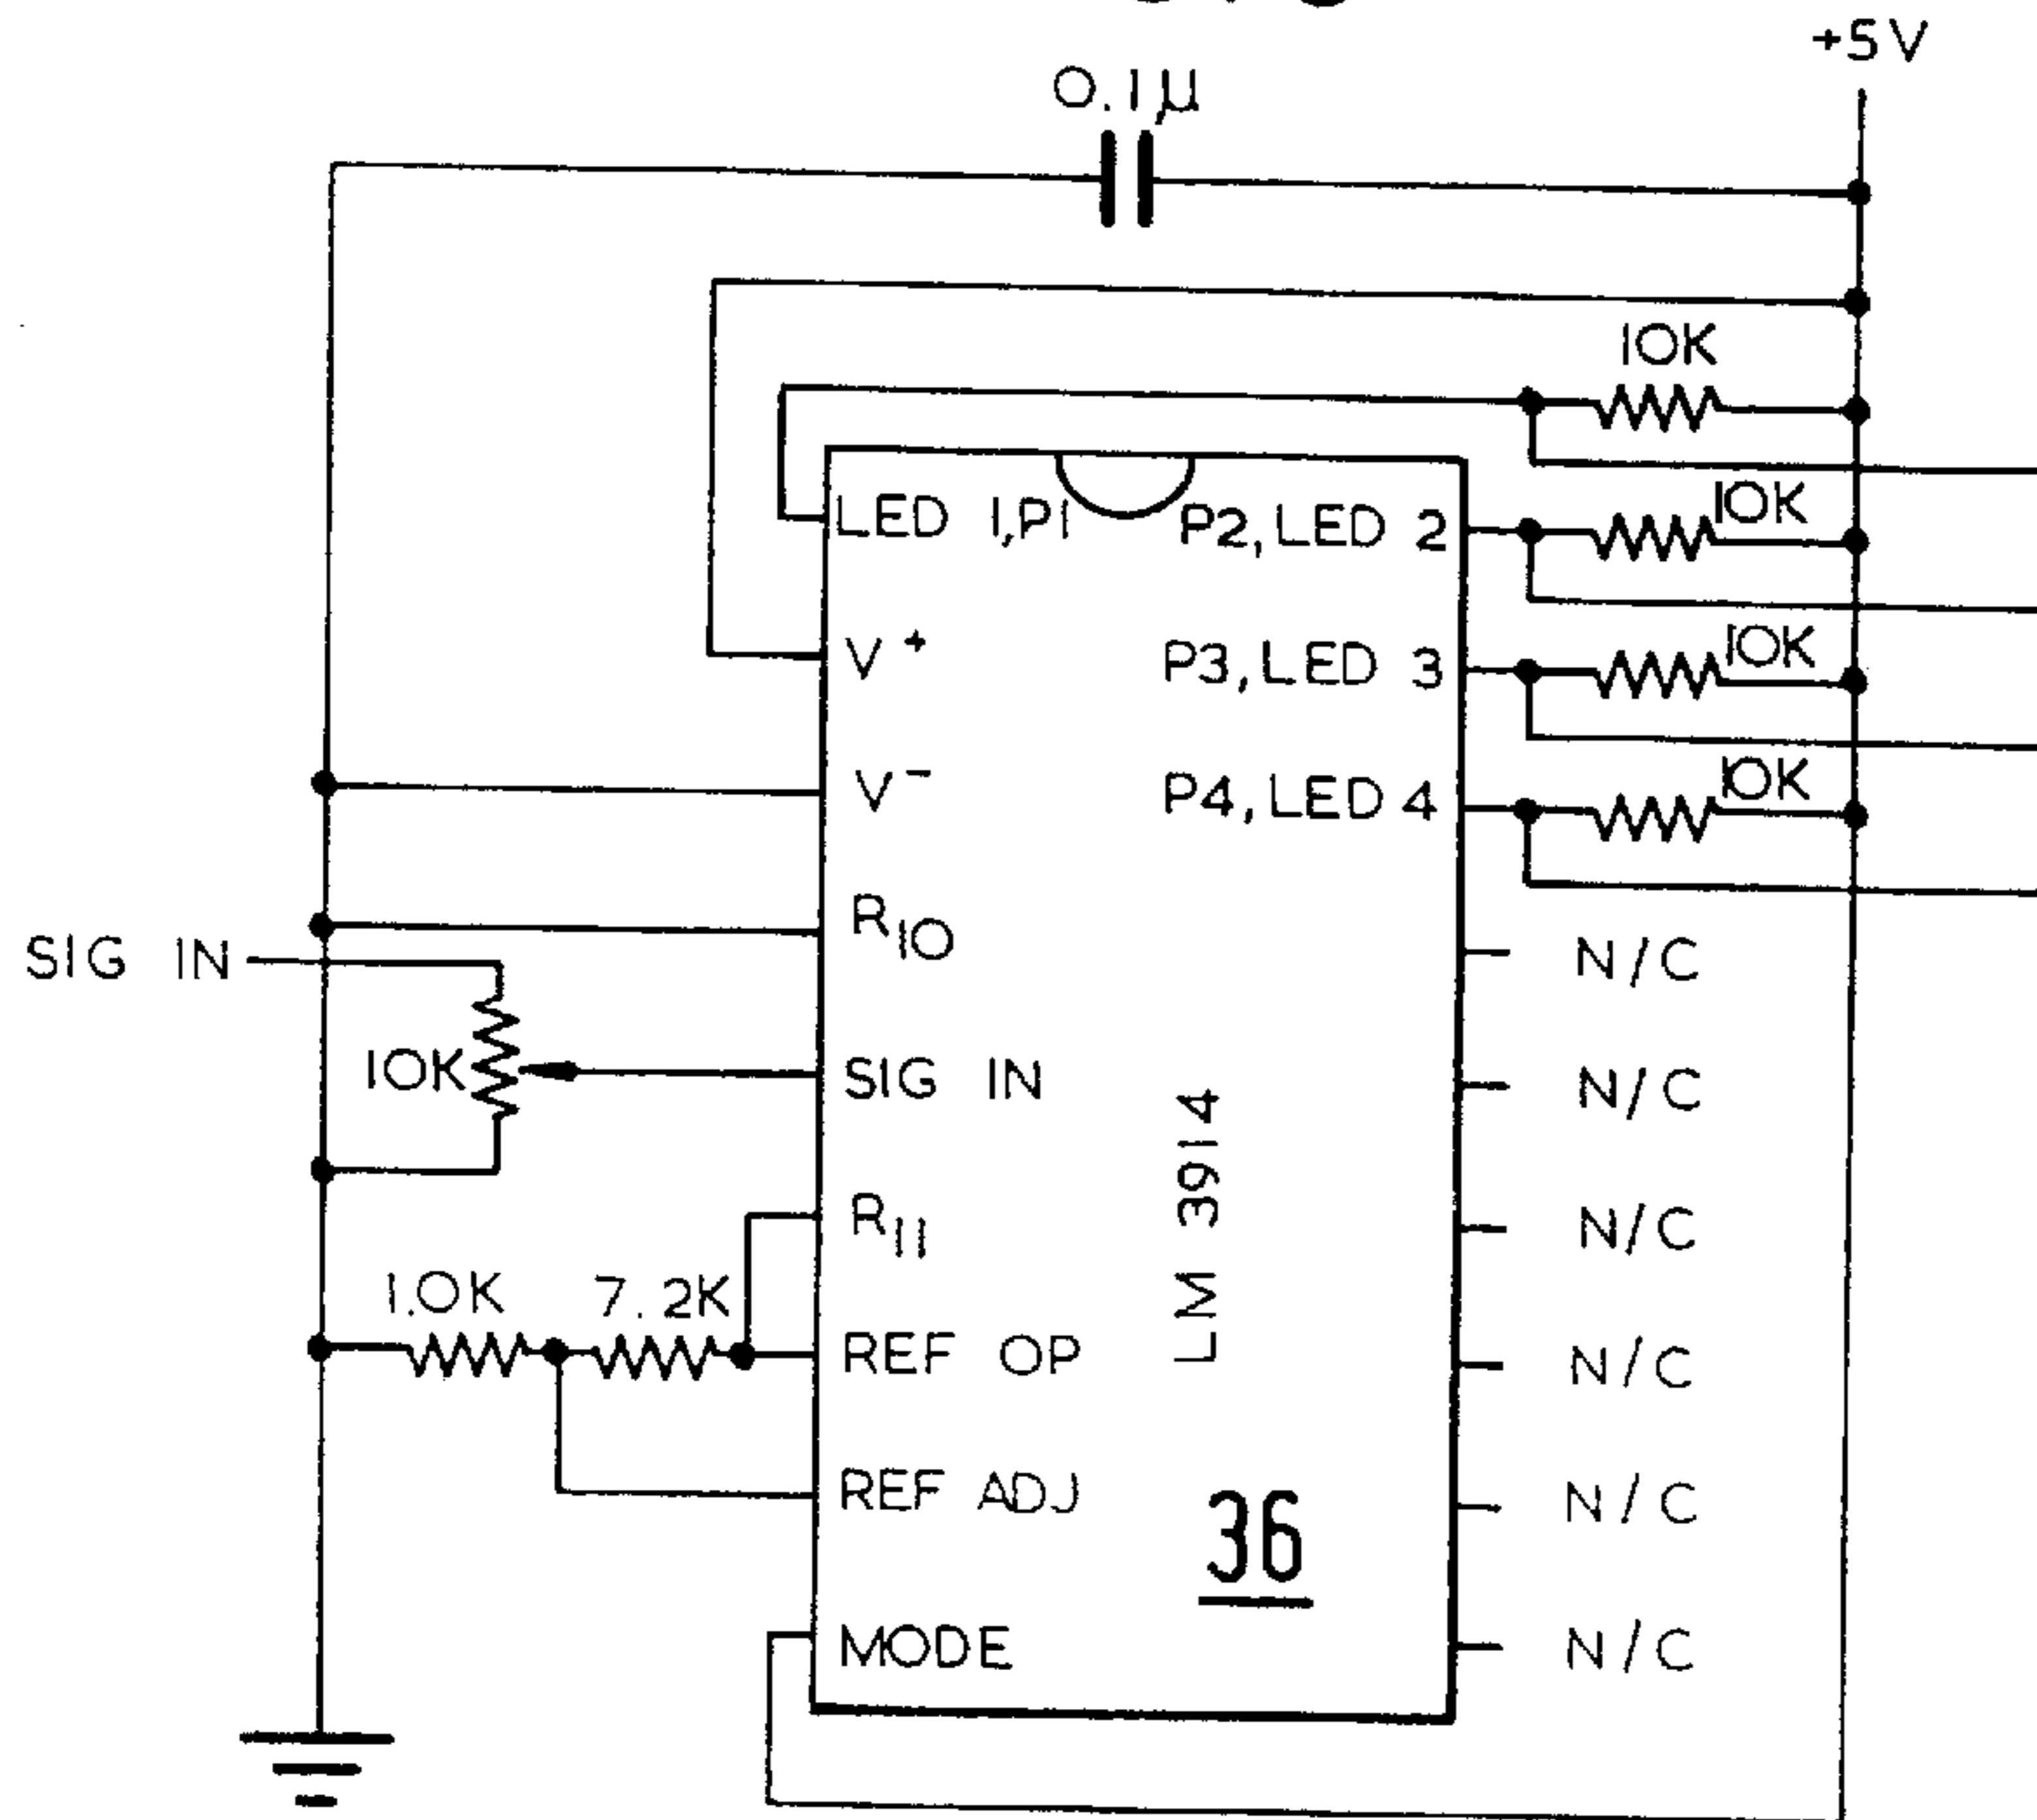 +5V
0.1µ
10K
LED 1,P1 P2,LED 2 10K
V+ P3,LED 3 10K
V- P4,LED 4 10K
R10
SIG IN N/C
10K SIG IN N/C
R11 N/C
1.0K 7.2K
REF OP N/C
LM 3914
REF ADJ N/C
36
MODE N/C